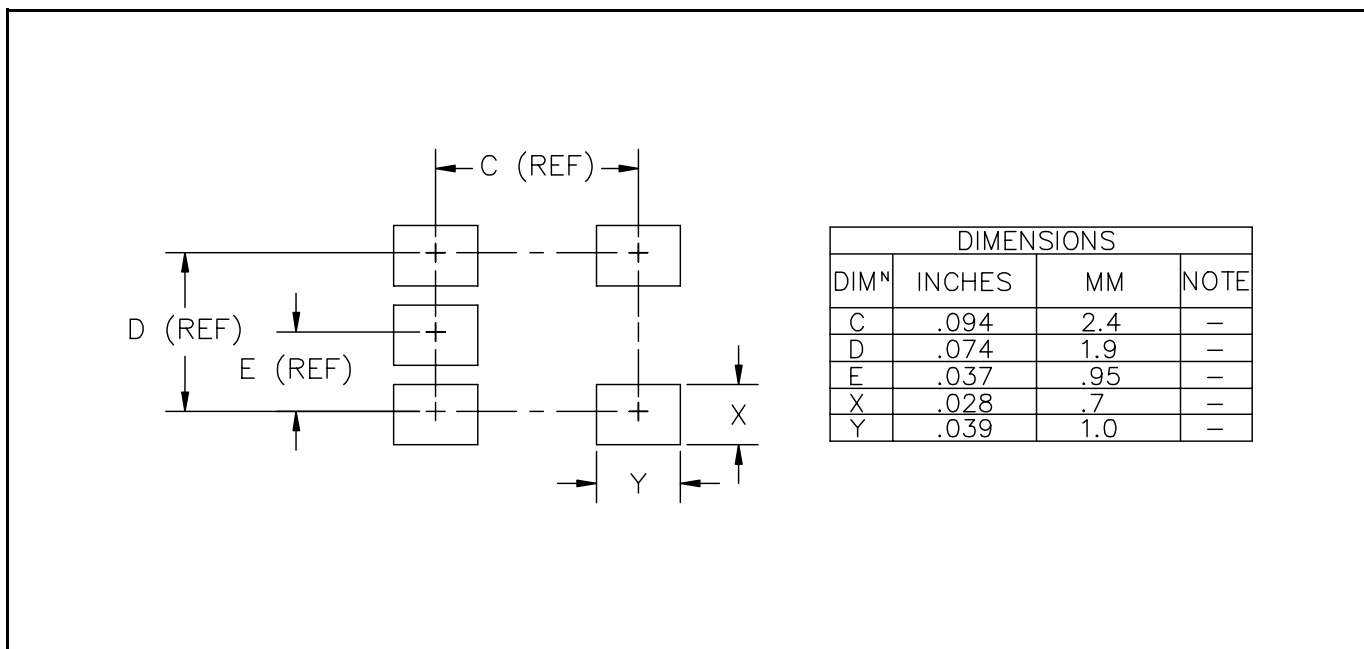 C (REF)
D (REF)
E (REF)
X
Y
DIMENSIONS
DIMᴺ INCHES MM NOTE
C .094 2.4 –
D .074 1.9 –
E .037 .95 –
X .028 .7 –
Y .039 1.0 –